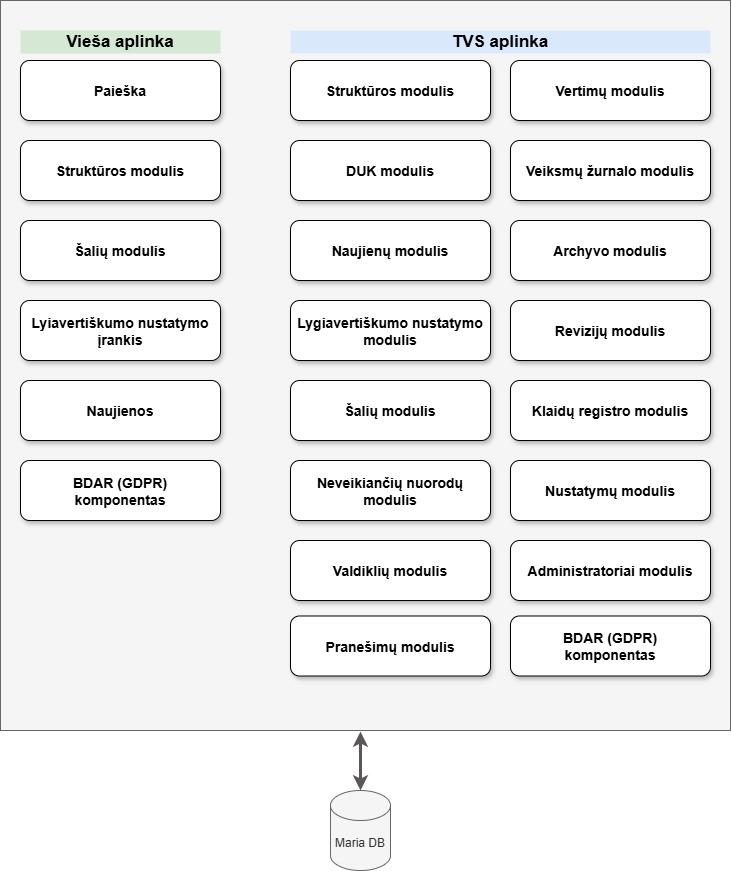 Vieša aplinka
Paieška
Struktūros modulis
Šalių modulis
Lyiavertiškumo nustatymo
įrankis
Naujienos
BDAR (GDPR)
komponentas
TVS aplinka
Struktūros modulis
DUK modulis
Naujienų modulis
Lygiavertiškumo nustatymo
modulis
Šalių modulis
Neveikiančių nuorodų
modulis
Valdiklių modulis
Pranešimų modulis
Vertimų modulis
Veiksmų žurnalo modulis
Archyvo modulis
Revizijų modulis
Klaidų registro modulis
Nustatymų modulis
Administratoriai modulis
BDAR (GDPR)
komponentas
Maria DB